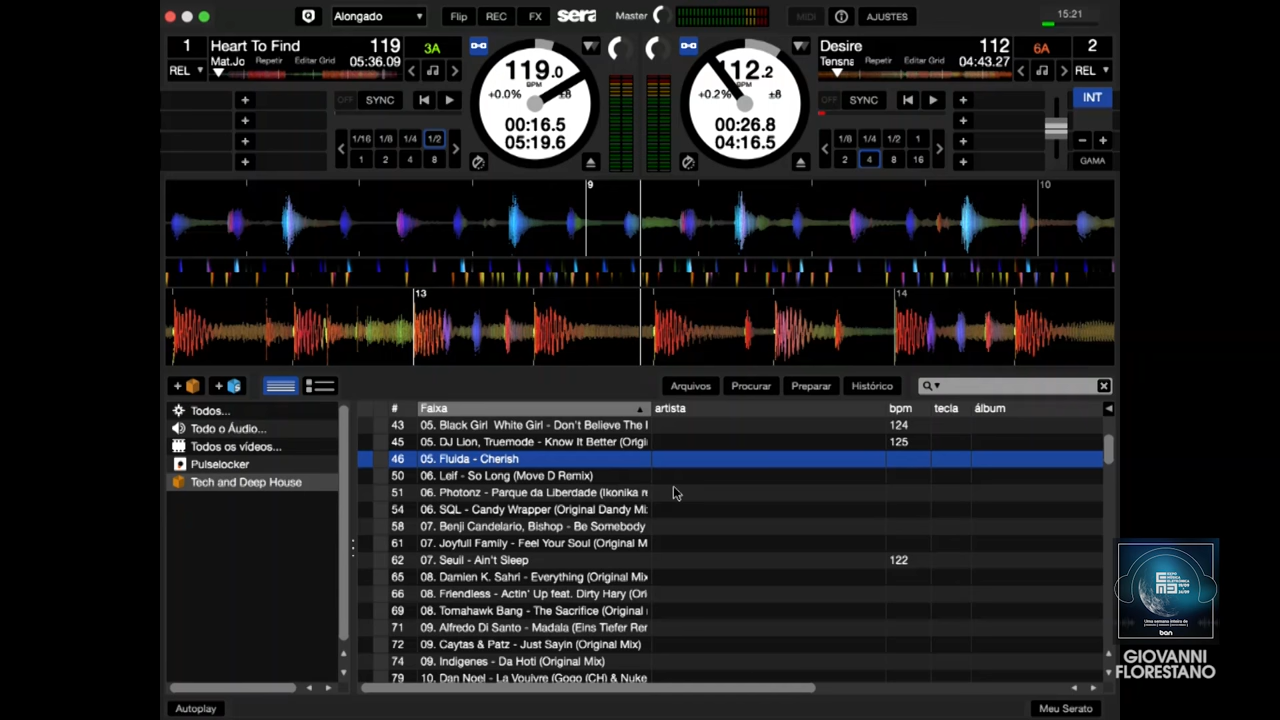 Alongado
Flip
REC
FX
sera
Master
MIDI
AJUSTES
15:21
1
Heart To Find
119
3A
Mat.Jo
Repetir
Editar Grid
05:36.09
REL
119.0
BPM
+0.0%
±8
00:16.5
05:19.6
112.2
BPM
+0.2%
±8
00:26.8
04:16.5
Desire
112
6A
2
Tensna
Repetir
Editar Grid
04:43.27
REL
OFF
SYNC
1/16
1/8
1/4
1/2
1
2
4
8
OFF
SYNC
1/8
1/4
1/2
1
2
4
8
16
INT
GAMA
9
10
13
14
Arquivos
Procurar
Preparar
Histórico
Todos...
Todo o Áudio...
Todos os vídeos...
Pulselocker
Tech and Deep House
# Faixa artista bpm tecla álbum
43 05. Black Girl White Girl - Don't Believe The 124
45 05. DJ Lion, Truemode - Know It Better (Origi 125
46 05. Fluida - Cherish
50 06. Leif - So Long (Move D Remix)
51 06. Photonz - Parque da Liberdade (Ikonika
54 06. SQL - Candy Wrapper (Original Dandy Mi
58 07. Benji Candelario, Bishop - Be Somebody
61 07. Joyfull Family - Feel Your Soul (Original M
62 07. Seuil - Ain't Sleep 122
65 08. Damien K. Sahri - Everything (Original Mix
66 08. Friendless - Actin' Up feat. Dirty Hary (Ori
69 08. Tomahawk Bang - The Sacrifice (Original
71 09. Alfredo Di Santo - Madala (Eins Tiefer Rer
72 09. Caytas & Patz - Just Sayin (Original Mix)
74 09. Indigenes - Da Hoti (Original Mix)
79 10. Dan Noel - La Vouivre (Gogo (CH) & Nuke
Autoplay
Meu Serato
ban
GIOVANNI
FLORESTANO